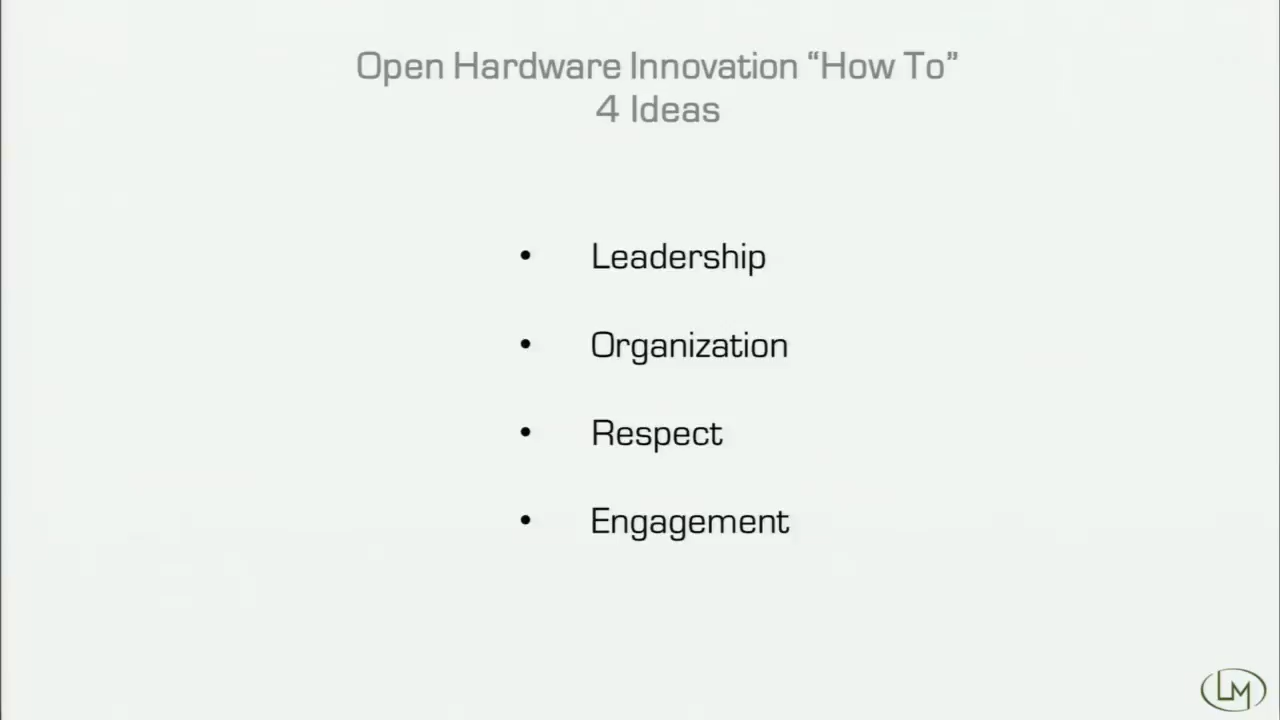 Open Hardware Innovation “How To”
4 Ideas
• Leadership
• Organization
• Respect
• Engagement
LM